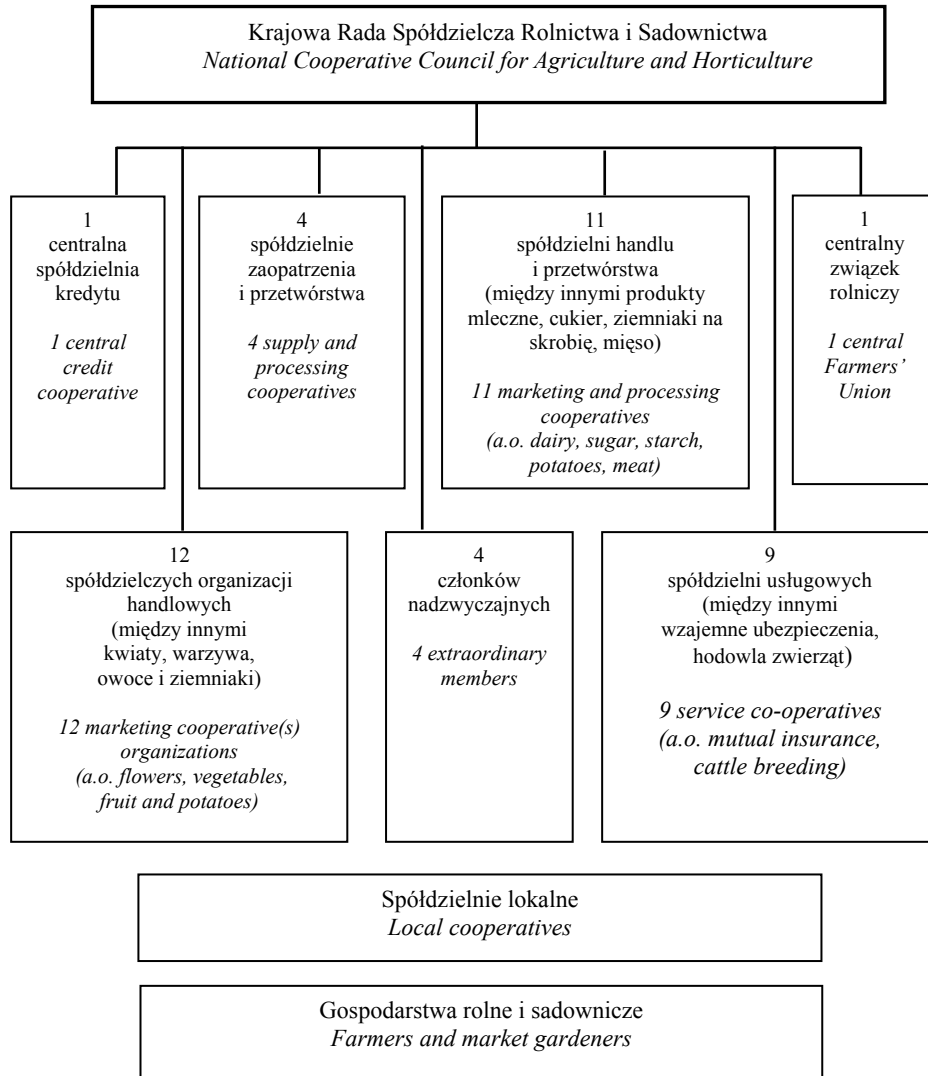 Krajowa Rada Spółdzielcza Rolnictwa i Sadownictwa
National Cooperative Council for Agriculture and Horticulture
1
centralna
spółdzielnia
kredytu
1 central
credit
cooperative
4
spółdzielnie
zaopatrzenia
i przetwórstwa
4 supply and
processing
cooperatives
11
spółdzielni handlu
i przetwórstwa
(między innymi produkty
mleczne, cukier, ziemniaki na
skrobię, mięso)
11 marketing and processing
cooperatives
(a.o. dairy, sugar, starch,
potatoes, meat)
1
centralny
związek
rolniczy
1 central
Farmers’
Union
12
spółdzielczych organizacji
handlowych
(między innymi
kwiaty, warzywa,
owoce i ziemniaki)
12 marketing cooperative(s)
organizations
(a.o. flowers, vegetables,
fruit and potatoes)
4
członków
nadzwyczajnych
4 extraordinary
members
9
spółdzielni usługowych
(między innymi
wzajemne ubezpieczenia,
hodowla zwierząt)
9 service co-operatives
(a.o. mutual insurance,
cattle breeding)
Spółdzielnie lokalne
Local cooperatives
Gospodarstwa rolne i sadownicze
Farmers and market gardeners